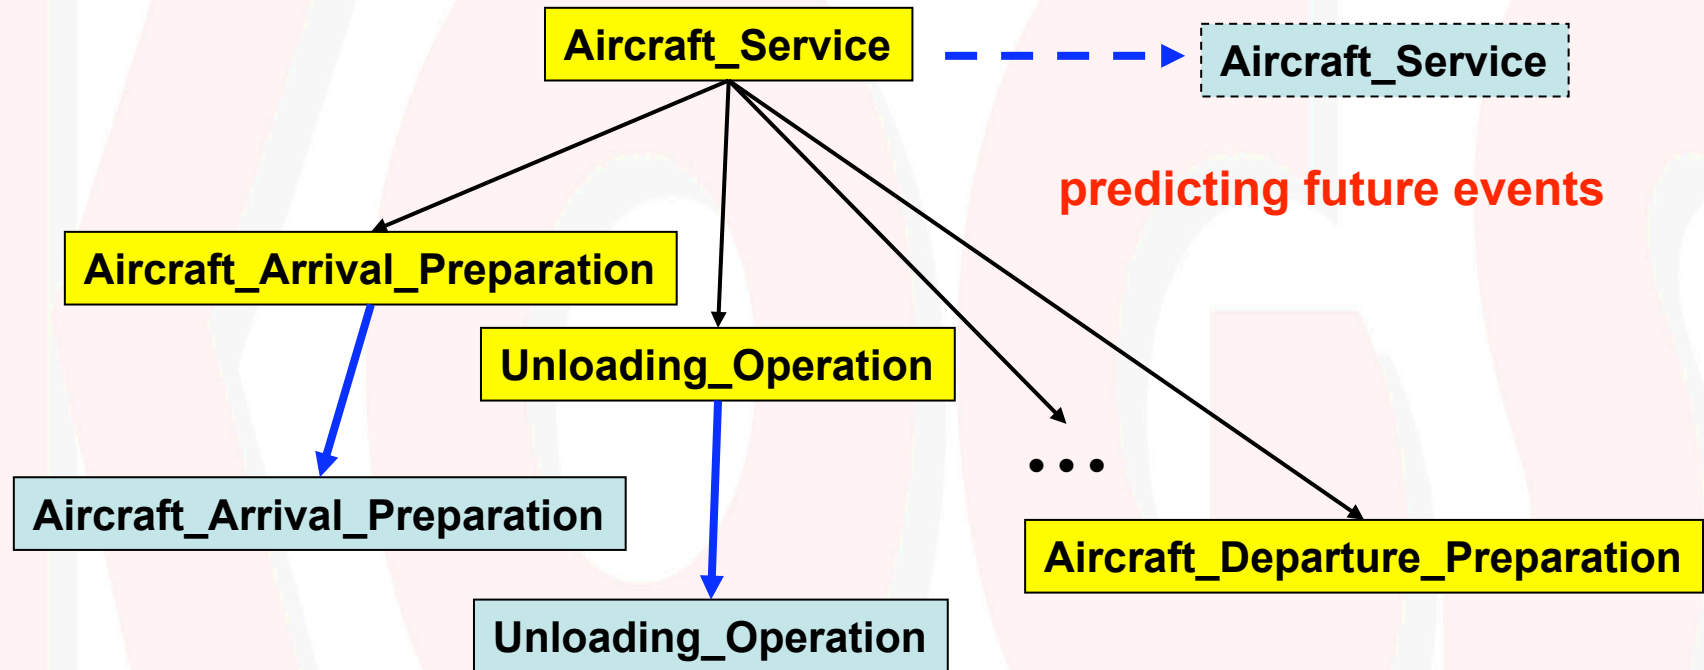 Aircraft_Service
Aircraft_Service
predicting future events
Aircraft_Arrival_Preparation
Unloading_Operation
...
Aircraft_Arrival_Preparation
Aircraft_Departure_Preparation
Unloading_Operation